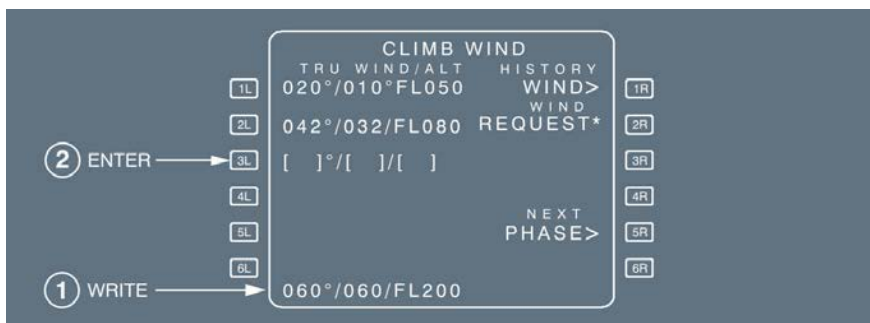 CLIMB WIND
TRU WIND/ALT HISTORY
1L 020°/010°FL050 WIND> 1R
WIND
2L 042°/032/FL080 REQUEST* 2R
2 ENTER 3L [ ]°/[ ]/[ ] 3R
4L 4R
NEXT
5L PHASE> 5R
6L 6R
1 WRITE 060°/060/FL200